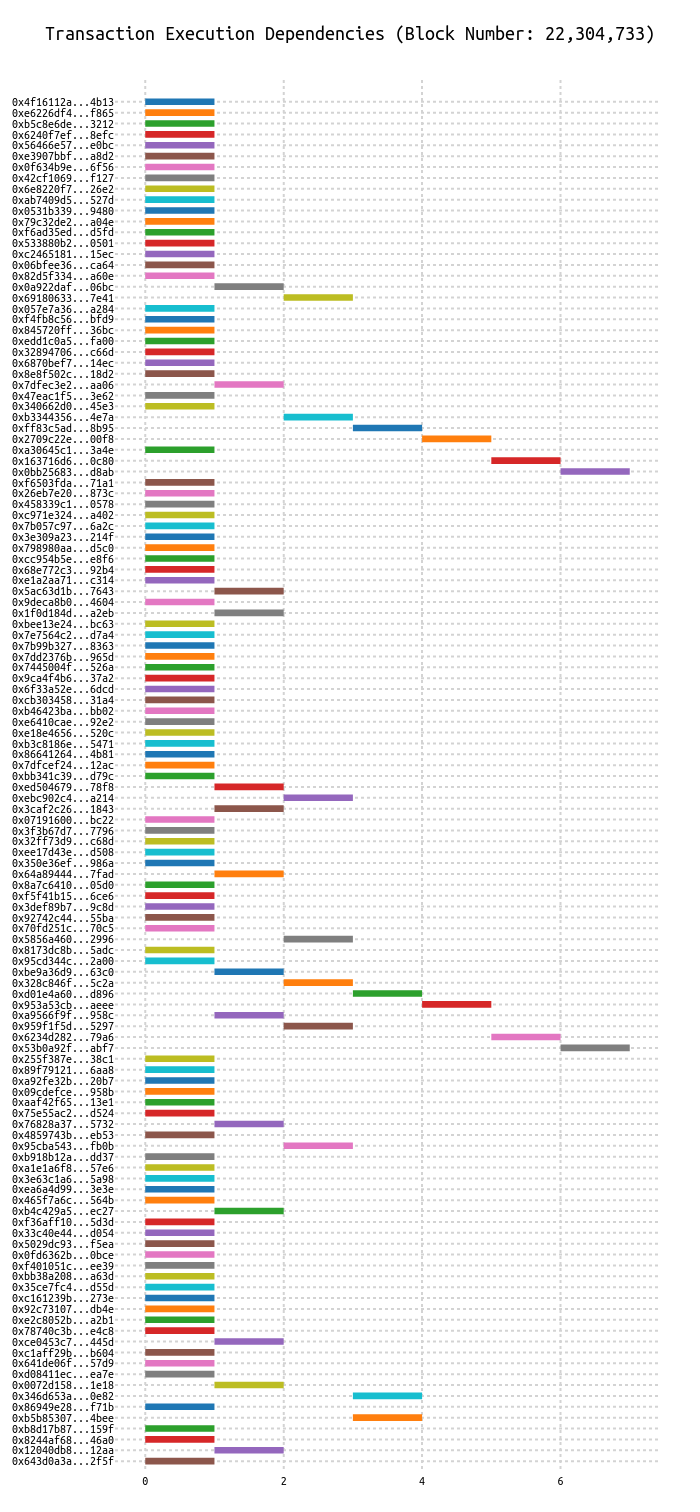 Transaction Execution Dependencies (Block Number: 22,304,733)
0x4f16112a...4b13
0xe6226df4...f865
0xb5c8e6de...3212
0x6240f7ef...8efc
0x56466e57...e0bc
0xe3907bbf...a8d2
0x0f634b9e...6f56
0x42cf1069...f127
0x6e8220f7...26e2
0xab7409d5...527d
0x0531b339...9480
0x79c32de2...a04e
0xf6ad35ed...d5fd
0x533880b2...0501
0xc2465181...15ec
0x06bfee36...ca64
0x82d5f334...a60e
0x0a922daf...06bc
0x69180633...7e41
0x057e7a36...a284
0xf4fb8c56...bfd9
0x845720ff...36bc
0xedd1c0a5...fa00
0x32894706...c66d
0x6870bef7...14ec
0x8e8f502c...18d2
0x7dfec3e2...aa06
0x47eac1f5...3e62
0x340662d0...45e3
0xb3344356...4e7a
0xff83c5ad...8b95
0x2709c22e...00f8
0xa30645c1...3a4e
0x163716d6...0c80
0x0bb25683...d8ab
0xf6503fda...71a1
0x26eb7e20...873c
0x458339c1...0578
0xc971e324...a402
0x7b057c97...6a2c
0x3e309a23...214f
0x798980aa...d5c0
0xcc954b5e...e8f6
0x68e772c3...92b4
0xe1a2aa71...c314
0x5ac63d1b...7643
0x9deca8b0...4604
0x1f0d184d...a2eb
0xbee13e24...bc63
0x7e7564c2...d7a4
0x7b99b327...8363
0x7dd2376b...965d
0x7445004f...526a
0x9ca4f4b6...37a2
0x6f33a52e...6dcd
0xcb303458...31a4
0xb46423ba...bb02
0xe6410cae...92e2
0xe18e4656...520c
0xb3c8186e...5471
0x86641264...4b81
0x7dfcef24...12ac
0xbb341c39...d79c
0xed504679...78f8
0xebc902c4...a214
0x3caf2c26...1843
0x07191600...bc22
0x3f3b67d7...7796
0x32ff73d9...c68d
0xee17d43e...d508
0x350e36ef...986a
0x64a89444...7fad
0x8a7c6410...05d0
0xf5f41b15...6ce6
0x3def89b7...9c8d
0x92742c44...55ba
0x70fd251c...70c5
0x5856a460...2996
0x8173dc8b...5adc
0x95cd344c...2a00
0xbe9a36d9...63c0
0x328c846f...5c2a
0xd01e4a60...d896
0x953a53cb...aeee
0xa9566f9f...958c
0x959f1f5d...5297
0x6234d282...79a6
0x53b0a92f...abf7
0x255f387e...38c1
0x89f79121...6aa8
0xa92fe32b...20b7
0x09cdefce...958b
0xaaf42f65...13e1
0x75e55ac2...d524
0x76828a37...5732
0x4859743b...eb53
0x95cba543...fb0b
0xb918b12a...dd37
0xa1e1a6f8...57e6
0x3e63c1a6...5a98
0xea6a4d99...3e3e
0x465f7a6c...564b
0xb4c429a5...ec27
0xf36aff10...5d3d
0x33c40e44...d054
0x5029dc93...f5ea
0x0fd6362b...0bce
0xf401051c...ee39
0xbb38a208...a63d
0x35ce7fc4...d55d
0xc161239b...273e
0x92c73107...db4e
0xe2c8052b...a2b1
0x78740c3b...e4c8
0xce0453c7...445d
0xc1aff29b...b604
0x641de06f...57d9
0xd08411ec...ea7e
0x0072d158...1e18
0x346d653a...0e82
0x86949e28...f71b
0xb5b85307...4bee
0xb8d17b87...159f
0x8244af68...46a0
0x12040db8...12aa
0x643d0a3a...2f5f
0 2 4 6